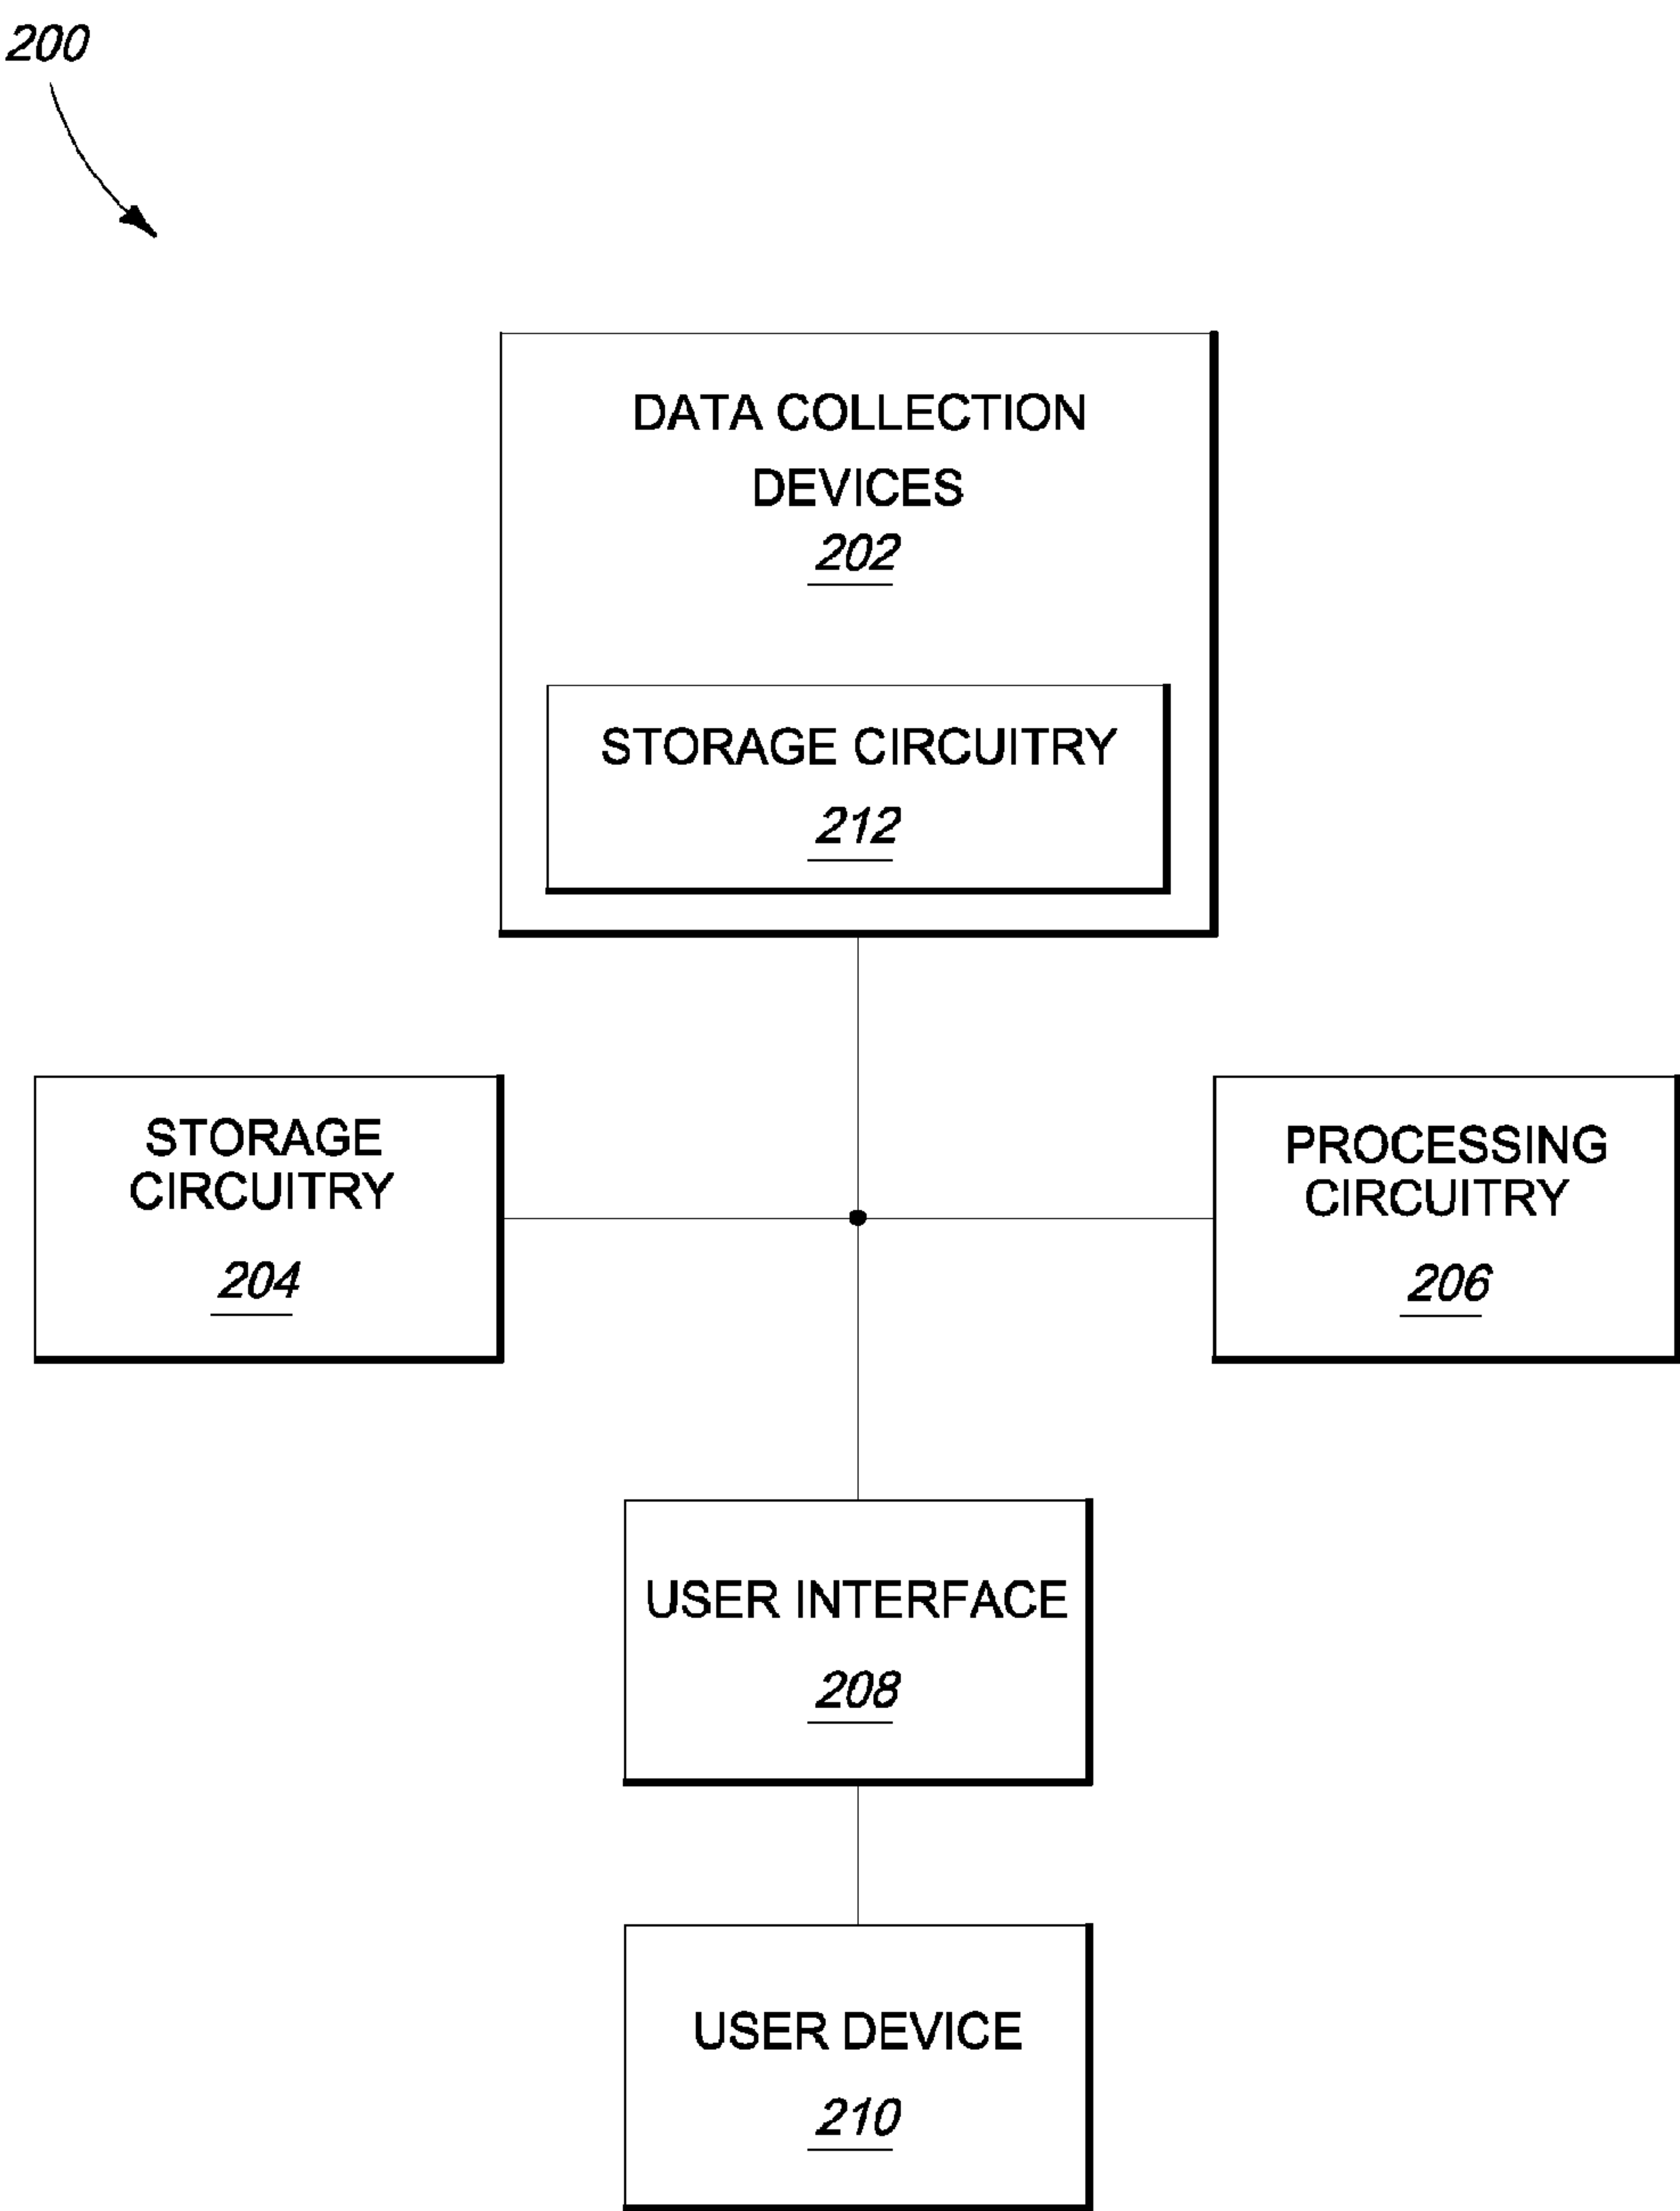 200
DATA COLLECTION
DEVICES
202
STORAGE CIRCUITRY
212
STORAGE
CIRCUITRY
204
PROCESSING
CIRCUITRY
206
USER INTERFACE
208
USER DEVICE
210